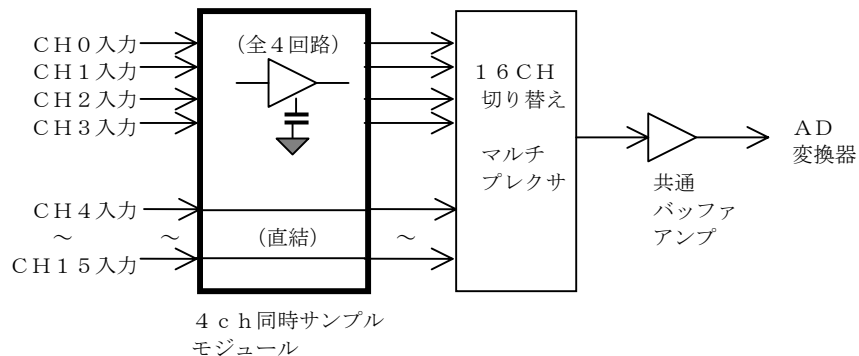 CH0入力
CH1入力
CH2入力
CH3入力
CH4入力
～
CH15入力
～
(全4回路)
(直結)
～
4ch同時サンプル
モジュール
16CH
切り替え
マルチ
プレクサ
共通
バッファ
アンプ
AD
変換器